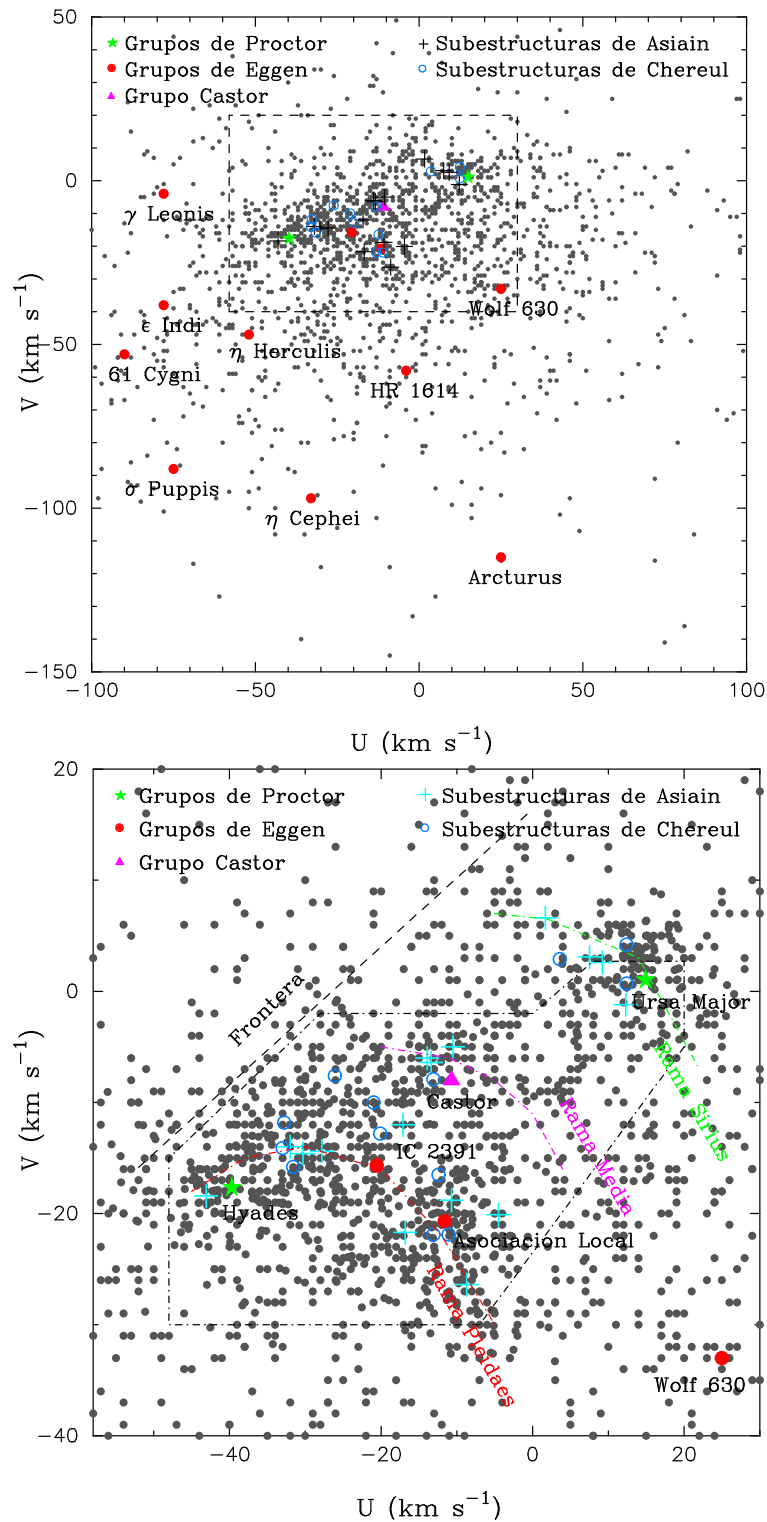 50
Grupos de Proctor
Subestructuras de Asiain
Grupos de Eggen
Subestructuras de Chereul
Grupo Castor
0
γ Leonis
Wolf 630
ε Indi
−50
η Herculis
61 Cygni
HR 1614
V (km s⁻¹)
σ Puppis
−100
η Cephei
Arcturus
−150
−100
−50
0
50
100
U (km s⁻¹)
20
Grupos de Proctor
Subestructuras de Asiain
Grupos de Eggen
Subestructuras de Chereul
Grupo Castor
0
Frontera
Ursa Major
Rama Sirius
Castor
Rama Media
V (km s⁻¹)
IC 2391
−20
Hyades
Asociación Local
Rama Pleidaes
Wolf 630
−40
−40
−20
0
20
U (km s⁻¹)